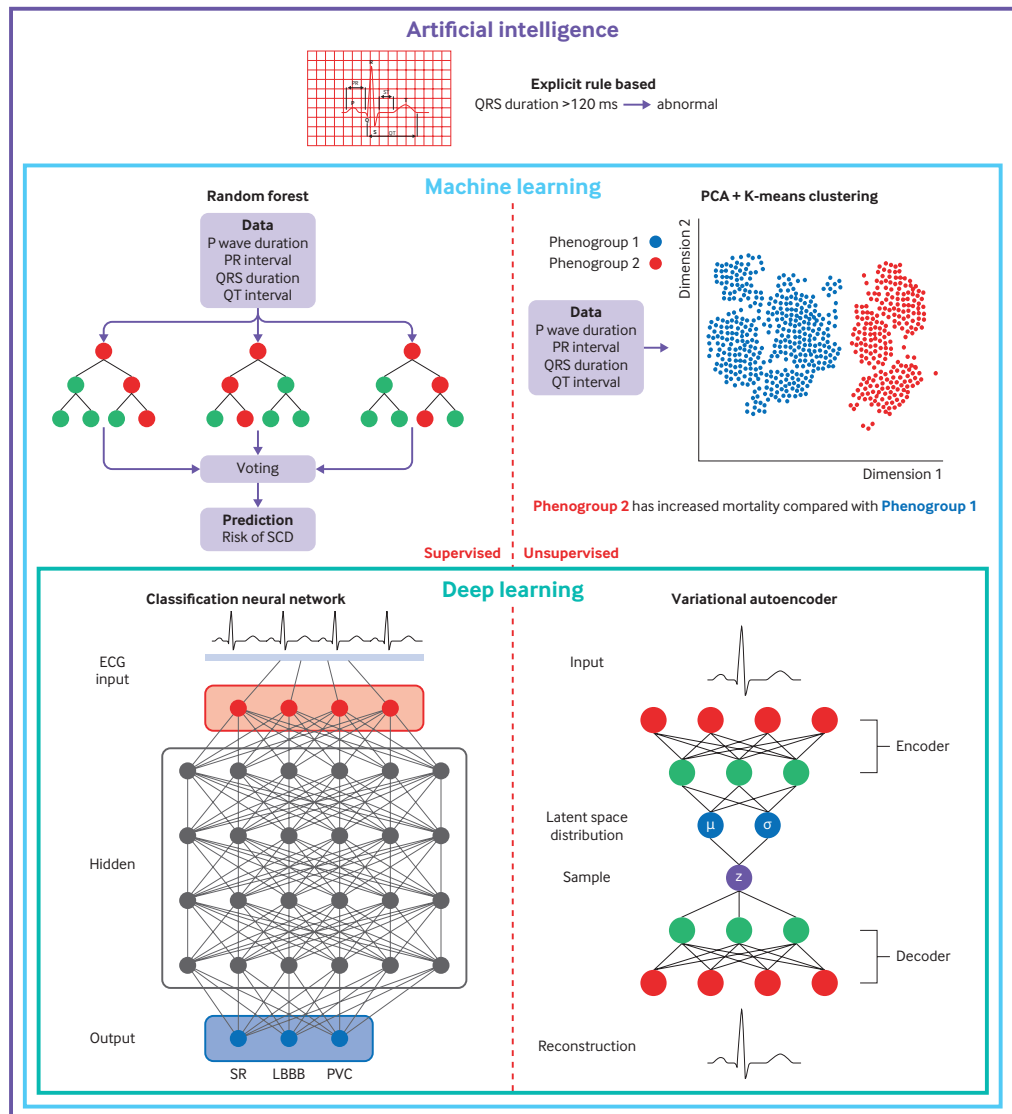 Artificial intelligence
R
PR
ST
P
T
Q
S
QT
Explicit rule based
QRS duration >120 ms → abnormal
Machine learning
Random forest
Data
P wave duration
PR interval
QRS duration
QT interval
Voting
Prediction
Risk of SCD
Supervised
PCA + K-means clustering
Phenogroup 1
Phenogroup 2
Data
P wave duration
PR interval
QRS duration
QT interval
Dimension 2
Dimension 1
Phenogroup 2 has increased mortality compared with Phenogroup 1
Unsupervised
Deep learning
Classification neural network
ECG
input
Hidden
Output
SR
LBBB
PVC
Variational autoencoder
Input
Encoder
Latent space
distribution
μ
σ
Sample
z
Decoder
Reconstruction